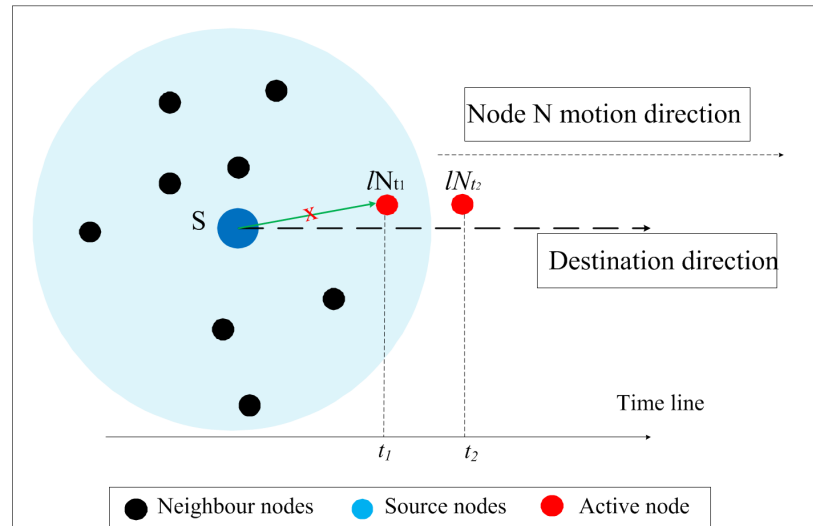 Node N motion direction
lNt1
lNt2
x
S
Destination direction
Time line
t1
t2
Neighbour nodes
Source nodes
Active node